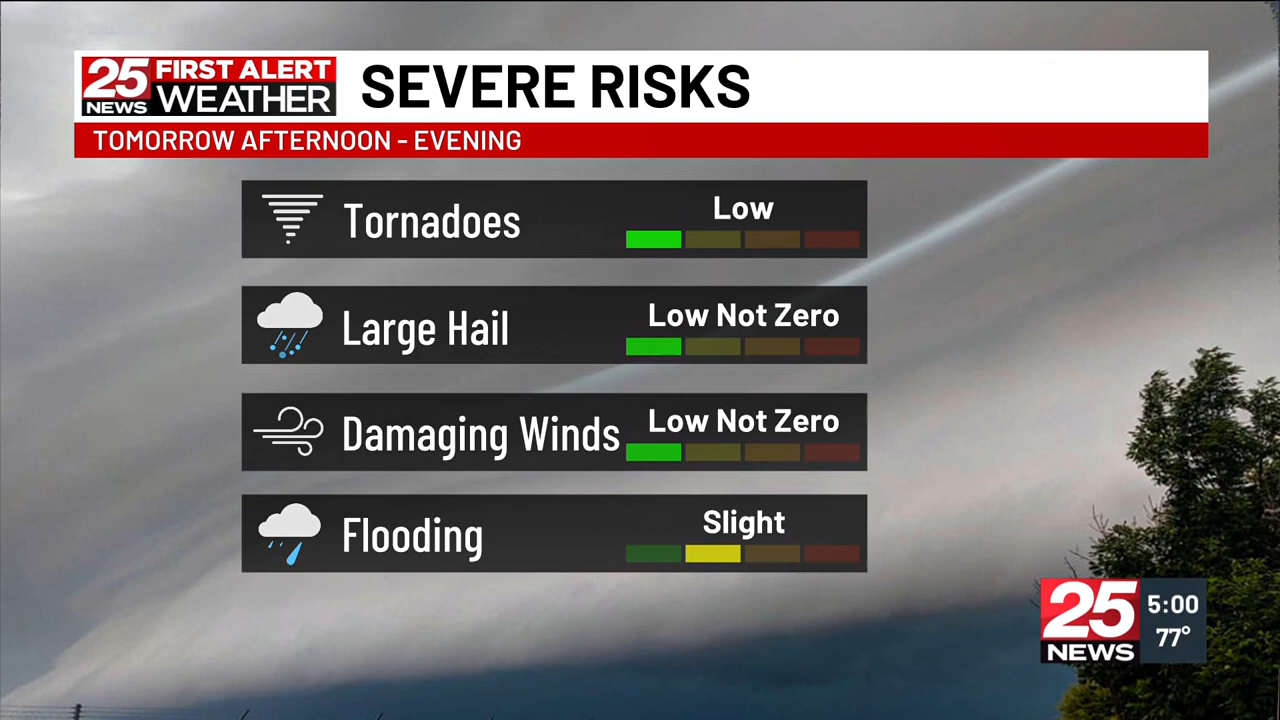 25 NEWS FIRST ALERT WEATHER
SEVERE RISKS
TOMORROW AFTERNOON - EVENING
Tornadoes
Low
Large Hail
Low Not Zero
Damaging Winds
Low Not Zero
Flooding
Slight
25 NEWS
5:00
77°